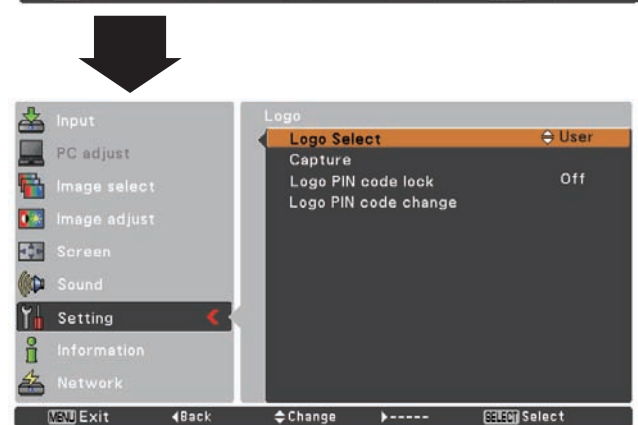 Input
PC adjust
Image select
Image adjust
Screen
Sound
Setting
Information
Network
Logo
Logo Select User
Capture
Logo PIN code lock Off
Logo PIN code change
MENU Exit Back Change ----- SELECT Select